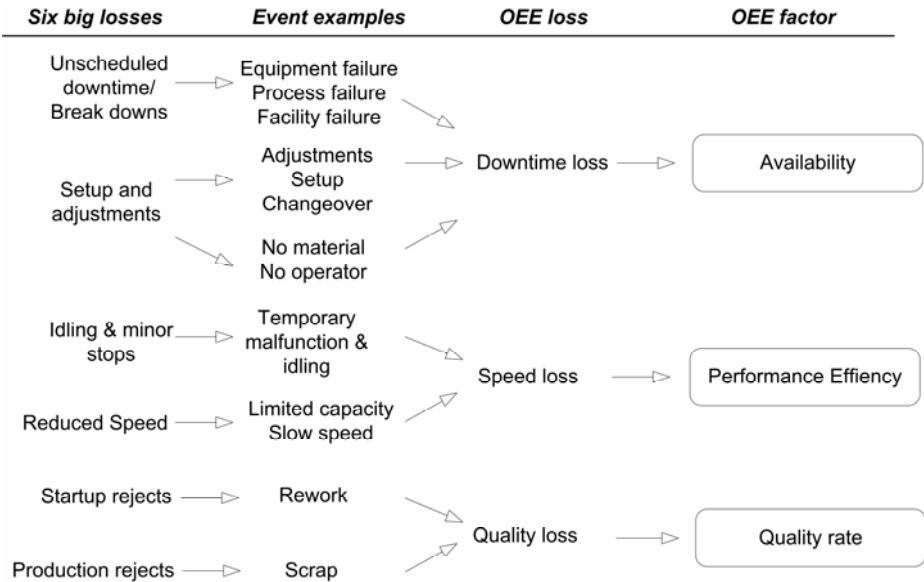 Six big losses
Event examples
OEE loss
OEE factor
Unscheduled
downtime/
Break downs
Equipment failure
Process failure
Facility failure
Setup and
adjustments
Adjustments
Setup
Changeover
No material
No operator
Downtime loss
Availability
Idling & minor
stops
Temporary
malfunction &
idling
Reduced Speed
Limited capacity
Slow speed
Speed loss
Performance Effiency
Startup rejects
Rework
Production rejects
Scrap
Quality loss
Quality rate